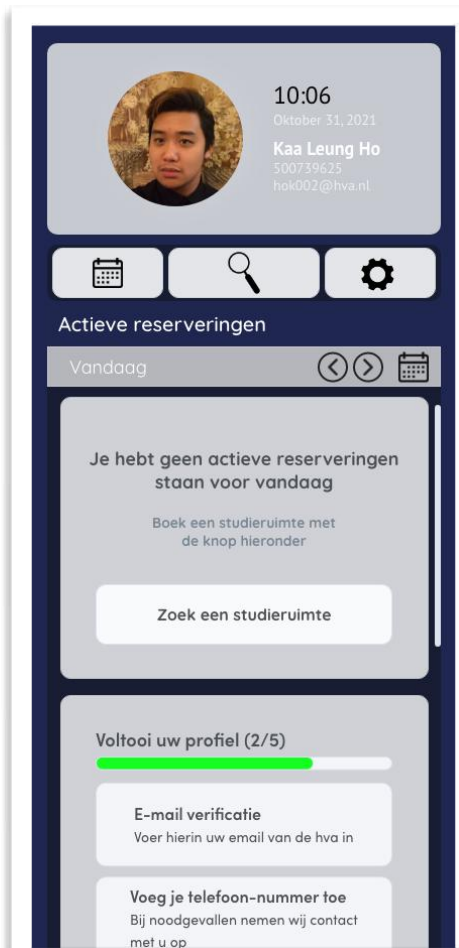 10:06
Oktober 31, 2021
Kaa Leung Ho
500739625
hok002@hva.nl
Actieve reserveringen
Vandaag
Je hebt geen actieve reserveringen
staan voor vandaag
Boek een studieruimte met
de knop hieronder
Zoek een studieruimte
Voltooi uw profiel (2/5)
E-mail verificatie
Voer hierin uw email van de hva in
Voeg je telefoon-nummer toe
Bij noodgevallen nemen wij contact
met u op